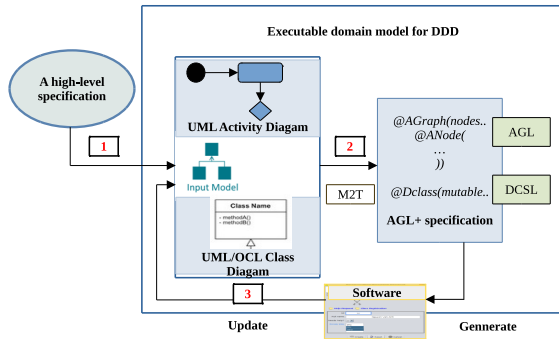 Executable domain model for DDD
A high-level
specification
UML Activity Diagam
1
2
Input Model
M2T
Class Name
- methodA()
- methodB()
UML/OCL Class
Diagam
@AGraph(nodes..
@ANode(
...
))
@Dclass(mutable..
AGL+ specification
AGL
DCSL
3
Software
Update
Gennerate